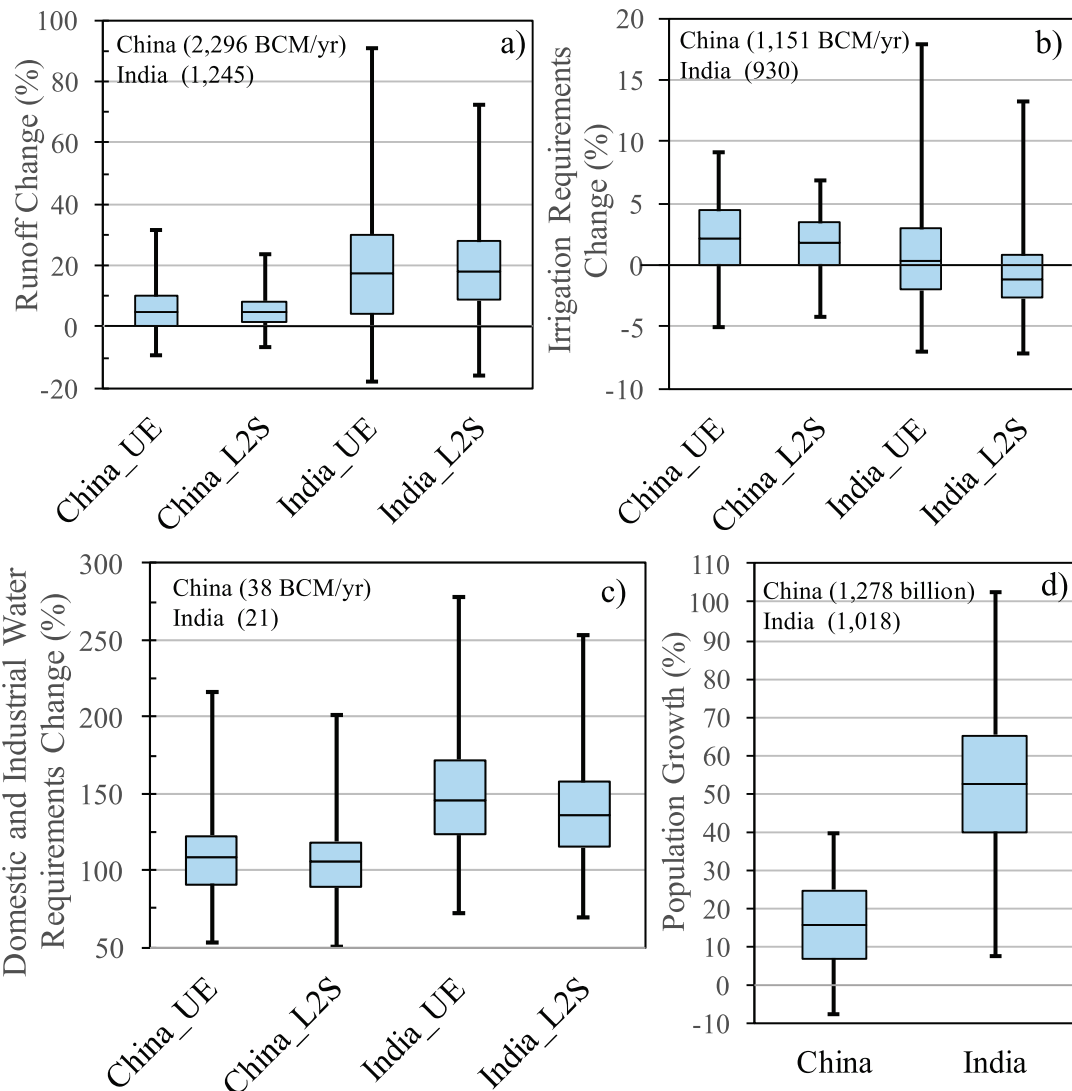 Runoff Change (%)
100
80
60
40
20
0
-20
China (2,296 BCM/yr)
India (1,245)
a)
China_UE
China_L2S
India_UE
India_L2S
Irrigation Requirements
Change (%)
20
15
10
5
0
-5
-10
China (1,151 BCM/yr)
India (930)
b)
China_UE
China_L2S
India_UE
India_L2S
Domestic and Industrial Water
Requirements Change (%)
300
250
200
150
100
50
China (38 BCM/yr)
India (21)
c)
China_UE
China_L2S
India_UE
India_L2S
Population Growth (%)
110
100
90
80
70
60
50
40
30
20
10
0
-10
China (1,278 billion)
India (1,018)
d)
China
India